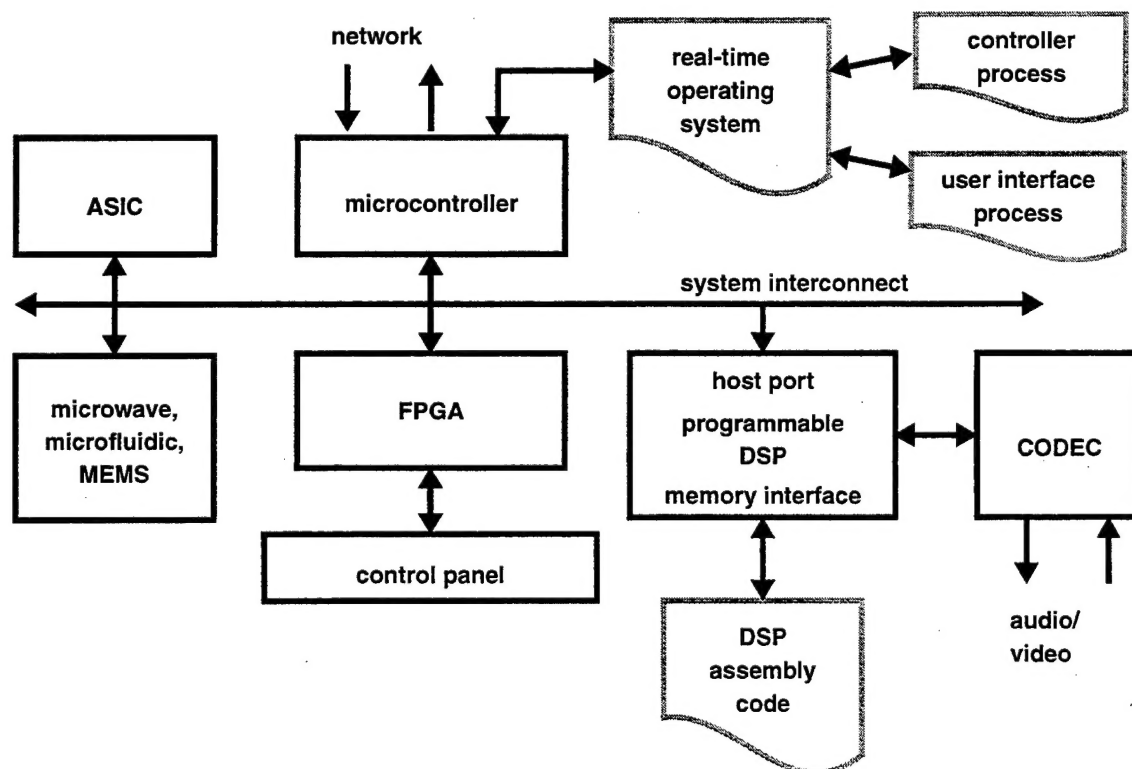 network
real-time
operating
system
controller
process
user interface
process
ASIC
microcontroller
system interconnect
microwave,
microfluidic,
MEMS
FPGA
host port
programmable
DSP
memory interface
CODEC
control panel
DSP
assembly
code
audio/
video